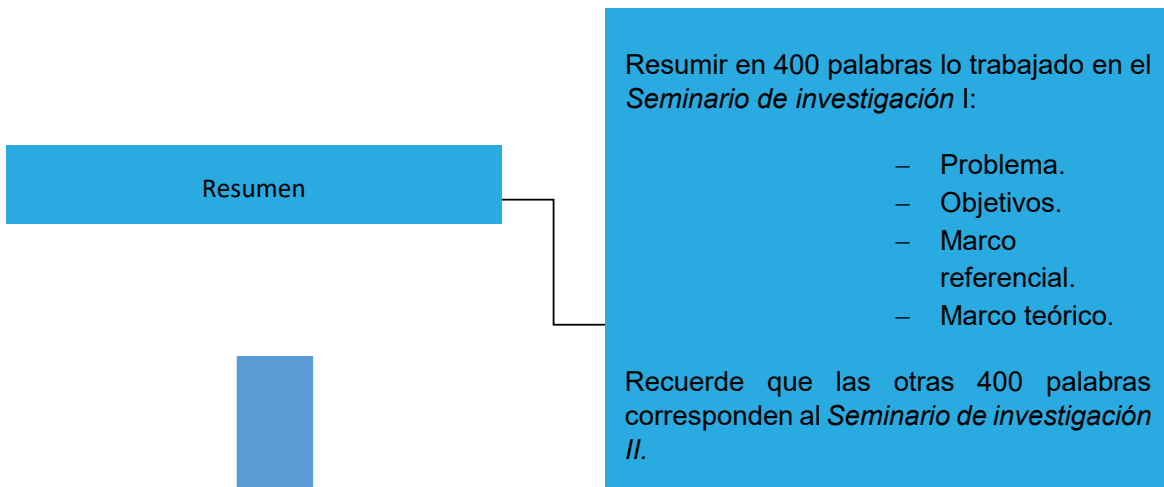 Resumen
Resumir en 400 palabras lo trabajado en el
Seminario de investigación I:
– Problema.
– Objetivos.
– Marco
referencial.
– Marco teórico.
Recuerde que las otras 400 palabras
corresponden al Seminario de investigación
II.